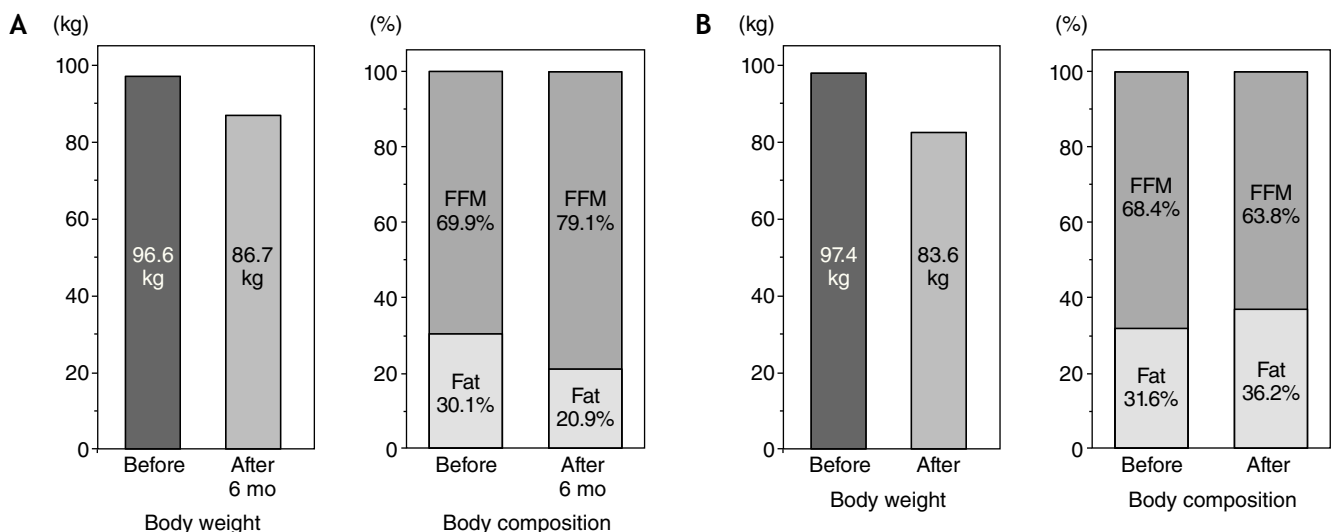 A (kg)
100
80
60
40
20
0
96.6
kg
86.7
kg
Before
After
6 mo
Body weight
(%)
100
80
60
40
20
0
FFM
69.9%
FFM
79.1%
Fat
30.1%
Fat
20.9%
Before
After
6 mo
Body composition
B (kg)
100
80
60
40
20
0
97.4
kg
83.6
kg
Before
After
Body weight
(%)
100
80
60
40
20
0
FFM
68.4%
FFM
63.8%
Fat
31.6%
Fat
36.2%
Before
After
Body composition